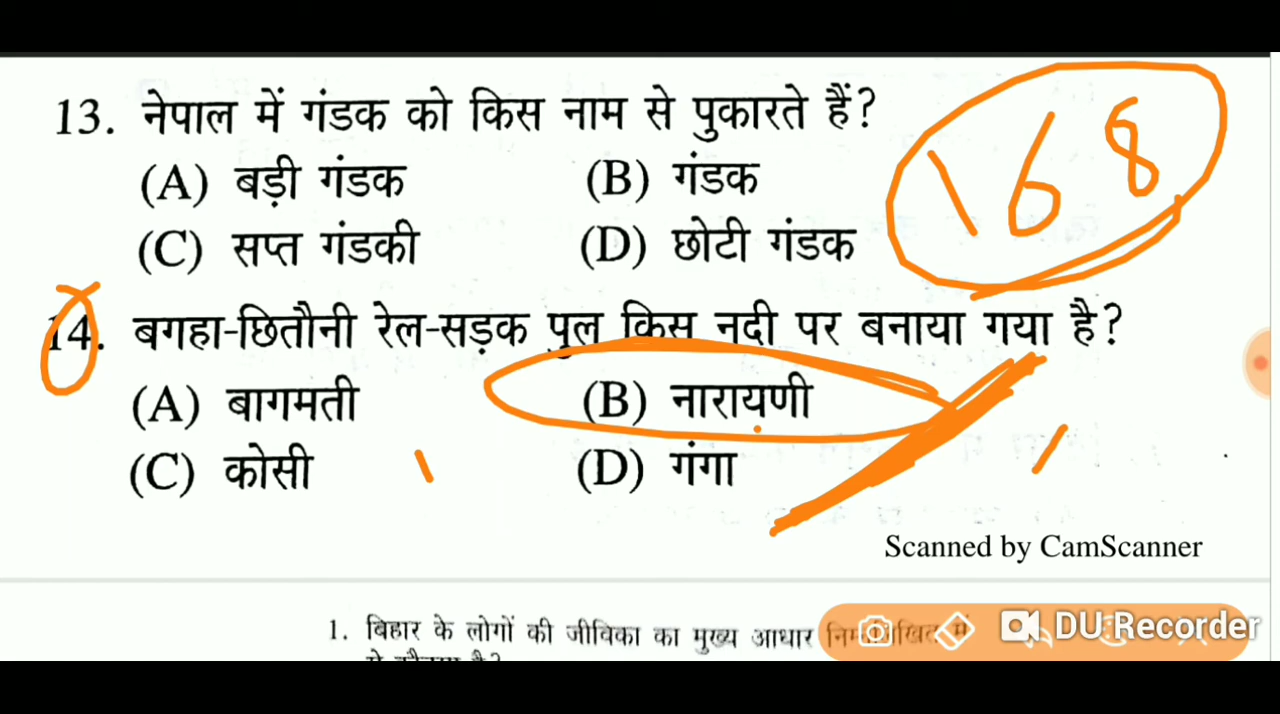 13. नेपाल में गंडक को किस नाम से पुकारते हैं?
(A) बड़ी गंडक (B) गंडक
(C) सप्त गंडकी (D) छोटी गंडक
168
14. बगहा-छितौनी रेल-सड़क पुल किस नदी पर बनाया गया है?
(A) बागमती (B) नारायणी
(C) कोसी (D) गंगा
Scanned by CamScanner
1. बिहार के लोगों की जीविका का मुख्य आधार निम्नलिखित में
DU Recorder